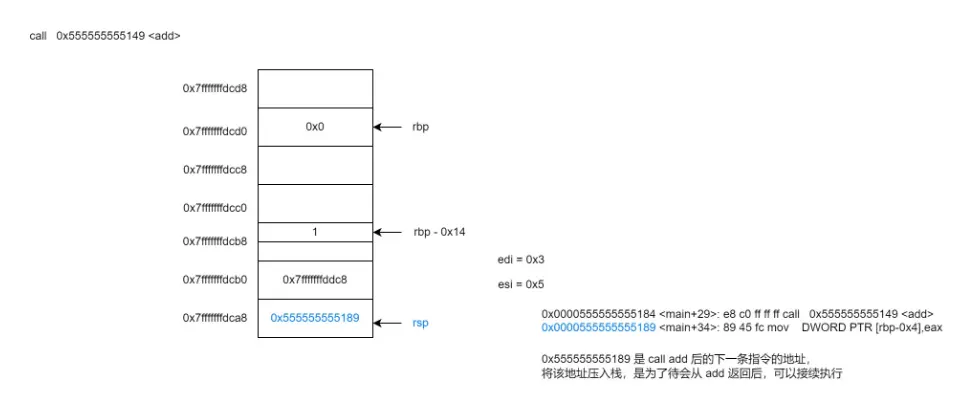 call 0x555555555149 <add>
0x7fffffffdcd8
0x7fffffffdcd0 0x0 rbp
0x7fffffffdcc8
0x7fffffffdcc0
1 rbp - 0x14
0x7fffffffdcb8
edi = 0x3
0x7fffffffdcb0 0x7fffffffddc8
esi = 0x5
0x7fffffffdca8 0x555555555189 rsp
0x0000555555555184 <main+29>: e8 c0 ff ff ff call 0x555555555149 <add>
0x0000555555555189 <main+34>: 89 45 fc mov DWORD PTR [rbp-0x4],eax
0x555555555189 是 call add 后的下一条指令的地址，
将该地址压入栈，是为了待会从 add 返回后，可以接续执行